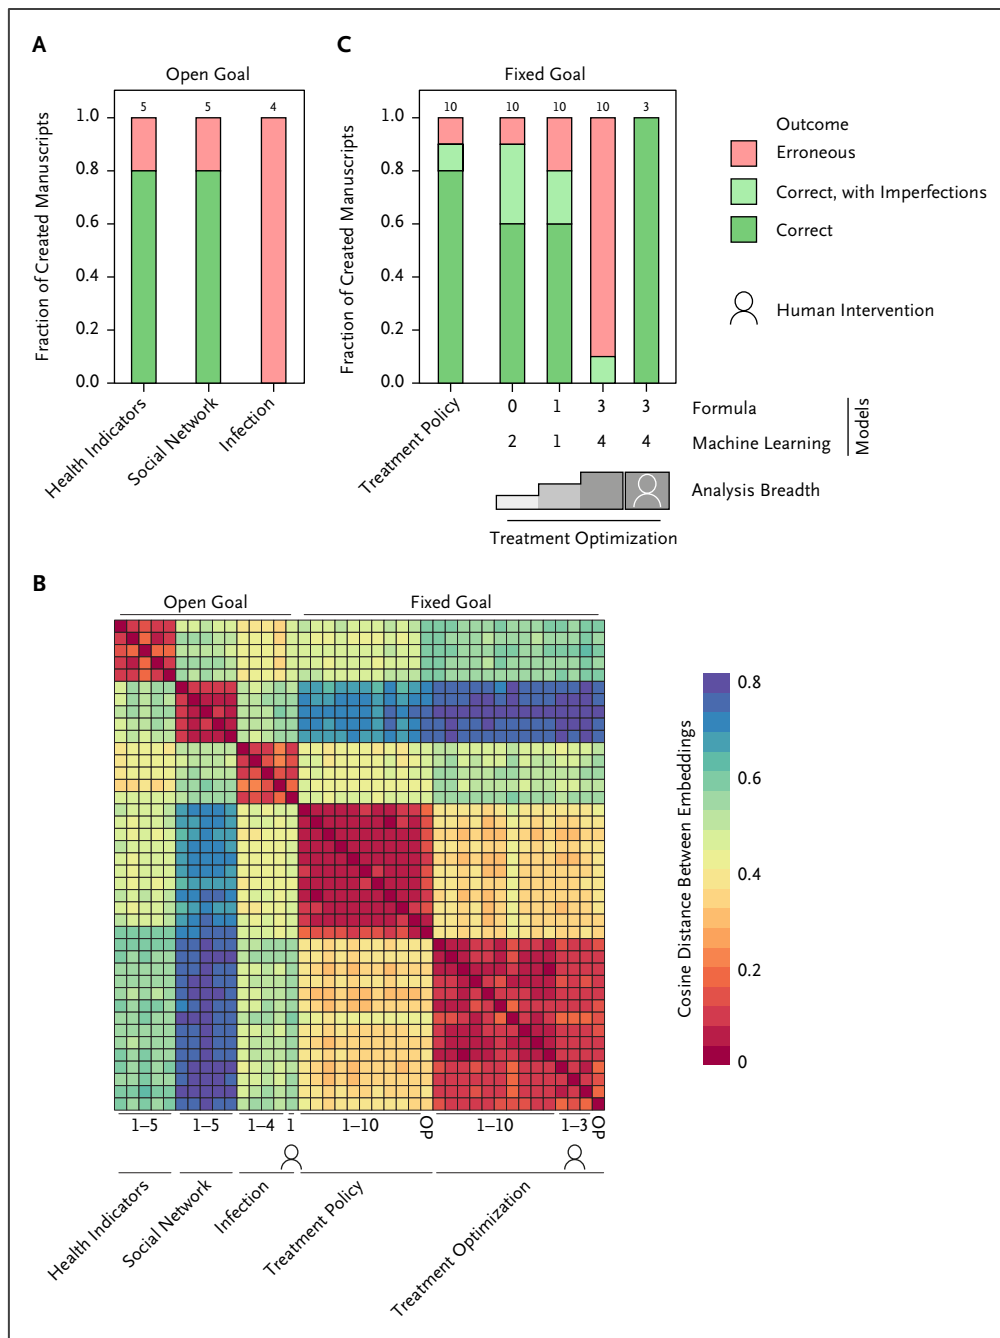 A
Open Goal
5 5 4
Fraction of Created Manuscripts
1.0
0.8
0.6
0.4
0.2
0.0
Health Indicators
Social Network
Infection
C
Fixed Goal
10 10 10 10 3
Fraction of Created Manuscripts
1.0
0.8
0.6
0.4
0.2
0.0
Treatment Policy
0 1 3 3 Formula
2 1 4 4 Machine Learning
Models
Analysis Breadth
Treatment Optimization
Outcome
Erroneous
Correct, with Imperfections
Correct
Human Intervention
B
Open Goal Fixed Goal
1–5 1–5 1–4 1 1–10 OP 1–10 1–3 OP
Health Indicators
Social Network
Infection
Treatment Policy
Treatment Optimization
Cosine Distance Between Embeddings
0.8
0.6
0.4
0.2
0